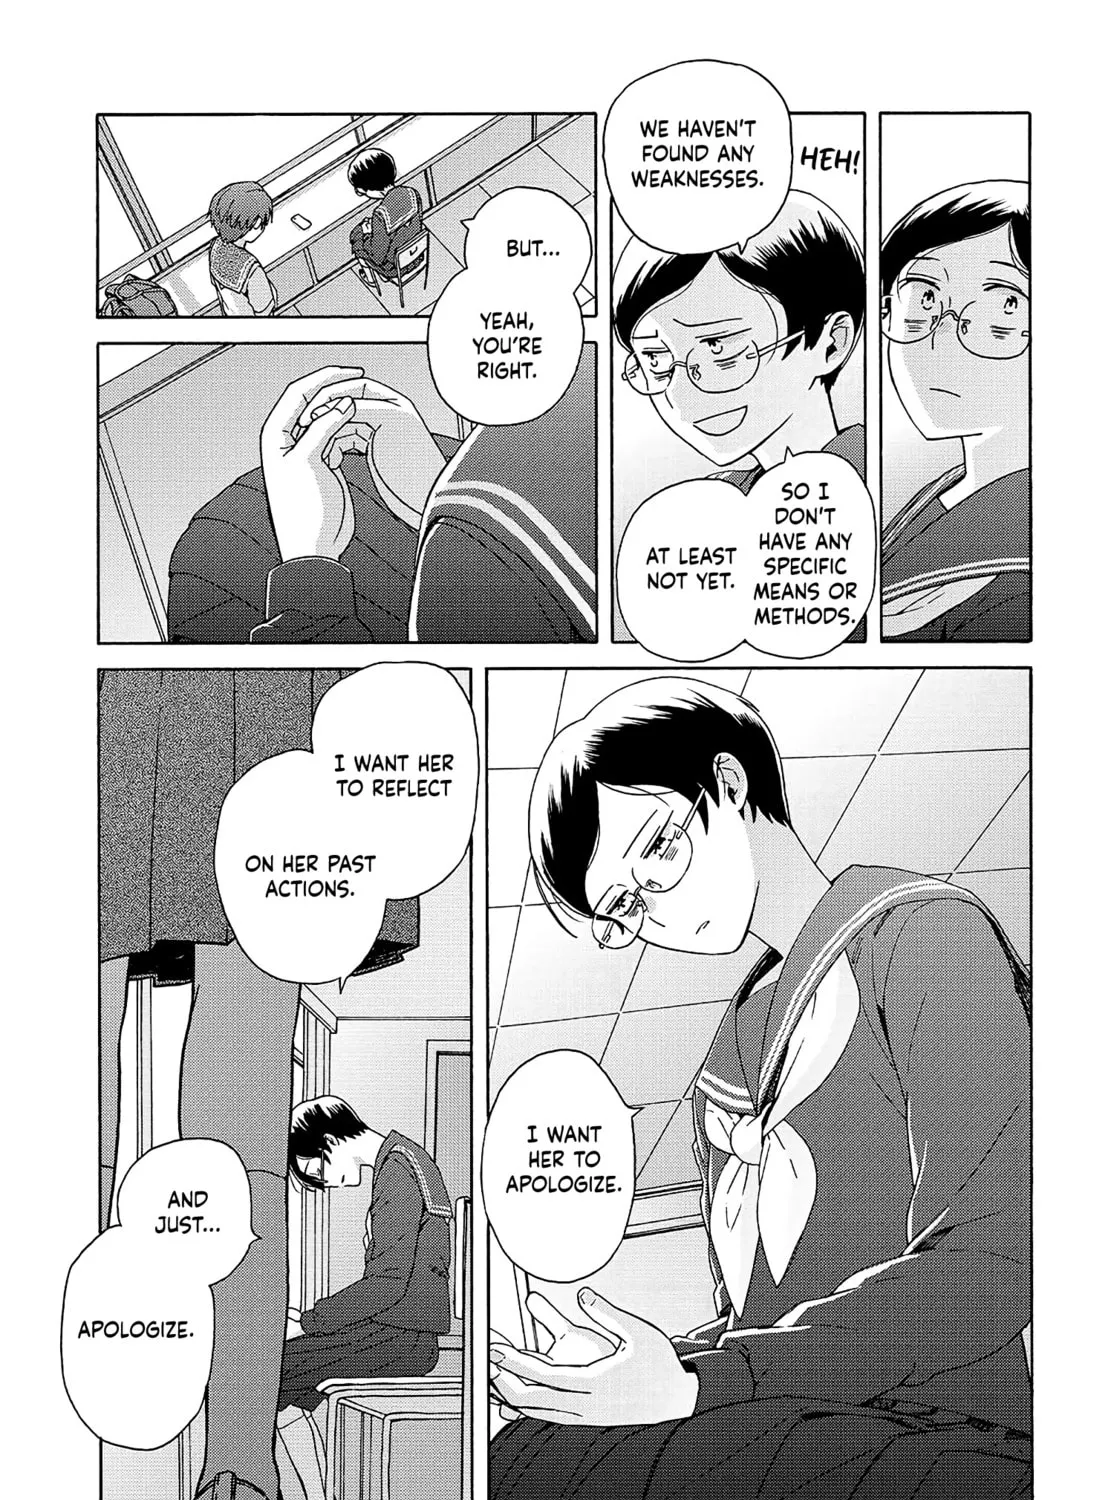 HEH!
WE HAVEN'T
FOUND ANY
WEAKNESSES.
SO I
DON'T
HAVE ANY
SPECIFIC
MEANS OR
METHODS.
AT LEAST
NOT YET.
BUT...
YEAH,
YOU'RE
RIGHT.
I WANT
HER TO
APOLOGIZE.
I WANT HER
TO REFLECT
ON HER PAST
ACTIONS.
AND
JUST...
APOLOGIZE.